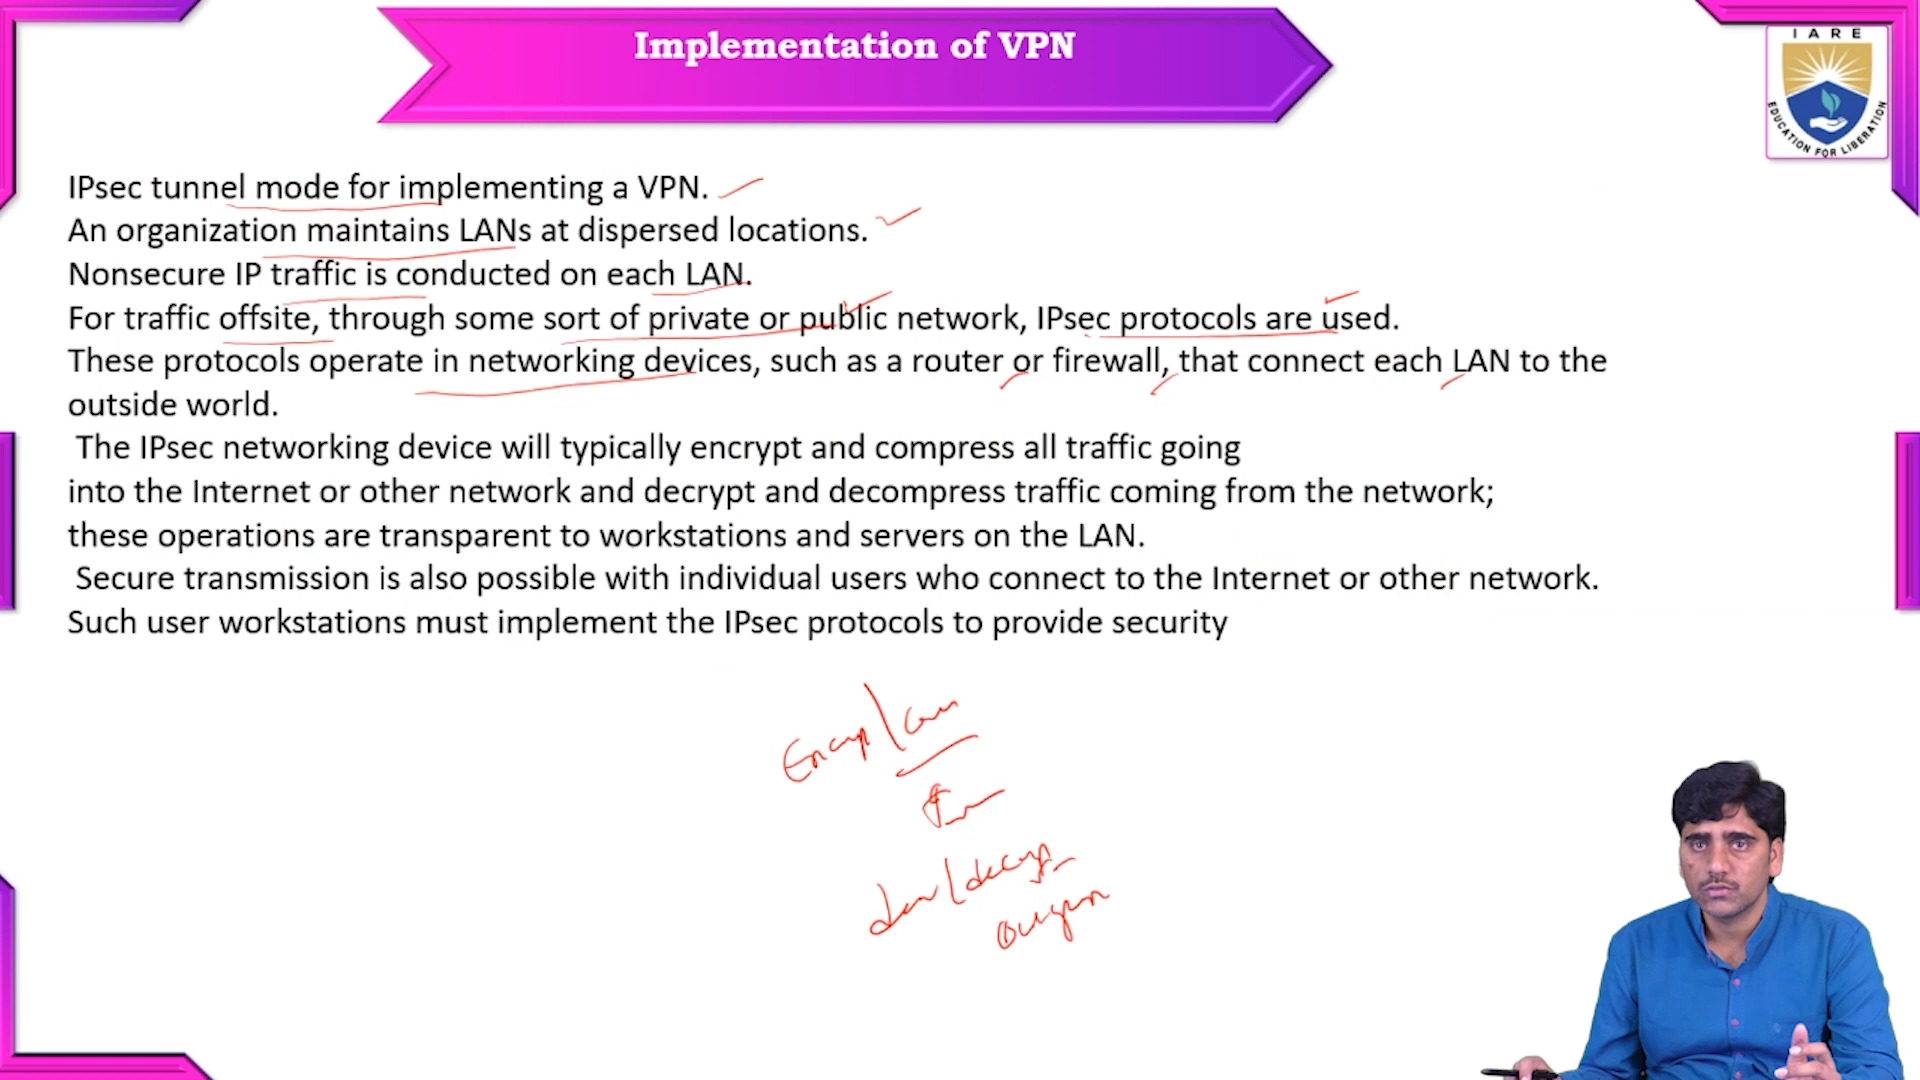 Implementation of VPN
IARE
EDUCATION FOR LIBERATION
IPsec tunnel mode for implementing a VPN.
An organization maintains LANs at dispersed locations.
Nonsecure IP traffic is conducted on each LAN.
For traffic offsite, through some sort of private or public network, IPsec protocols are used.
These protocols operate in networking devices, such as a router or firewall, that connect each LAN to the
outside world.
The IPsec networking device will typically encrypt and compress all traffic going
into the Internet or other network and decrypt and decompress traffic coming from the network;
these operations are transparent to workstations and servers on the LAN.
Secure transmission is also possible with individual users who connect to the Internet or other network.
Such user workstations must implement the IPsec protocols to provide security